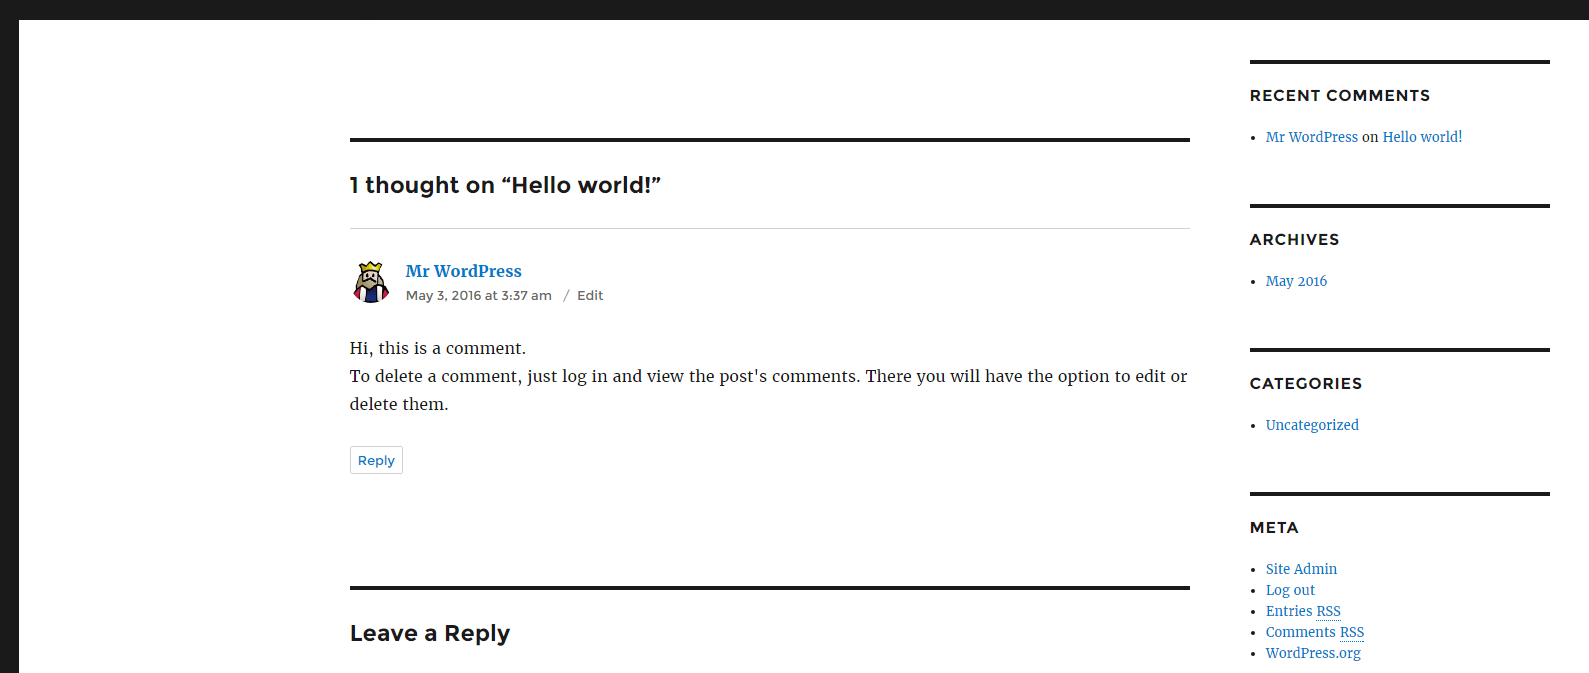 1 thought on “Hello world!”
Mr WordPress
May 3, 2016 at 3:37 am / Edit
Hi, this is a comment.
To delete a comment, just log in and view the post's comments. There you will have the option to edit or
delete them.
Reply
Leave a Reply
RECENT COMMENTS
Mr WordPress on Hello world!
ARCHIVES
May 2016
CATEGORIES
Uncategorized
META
Site Admin
Log out
Entries RSS
Comments RSS
WordPress.org